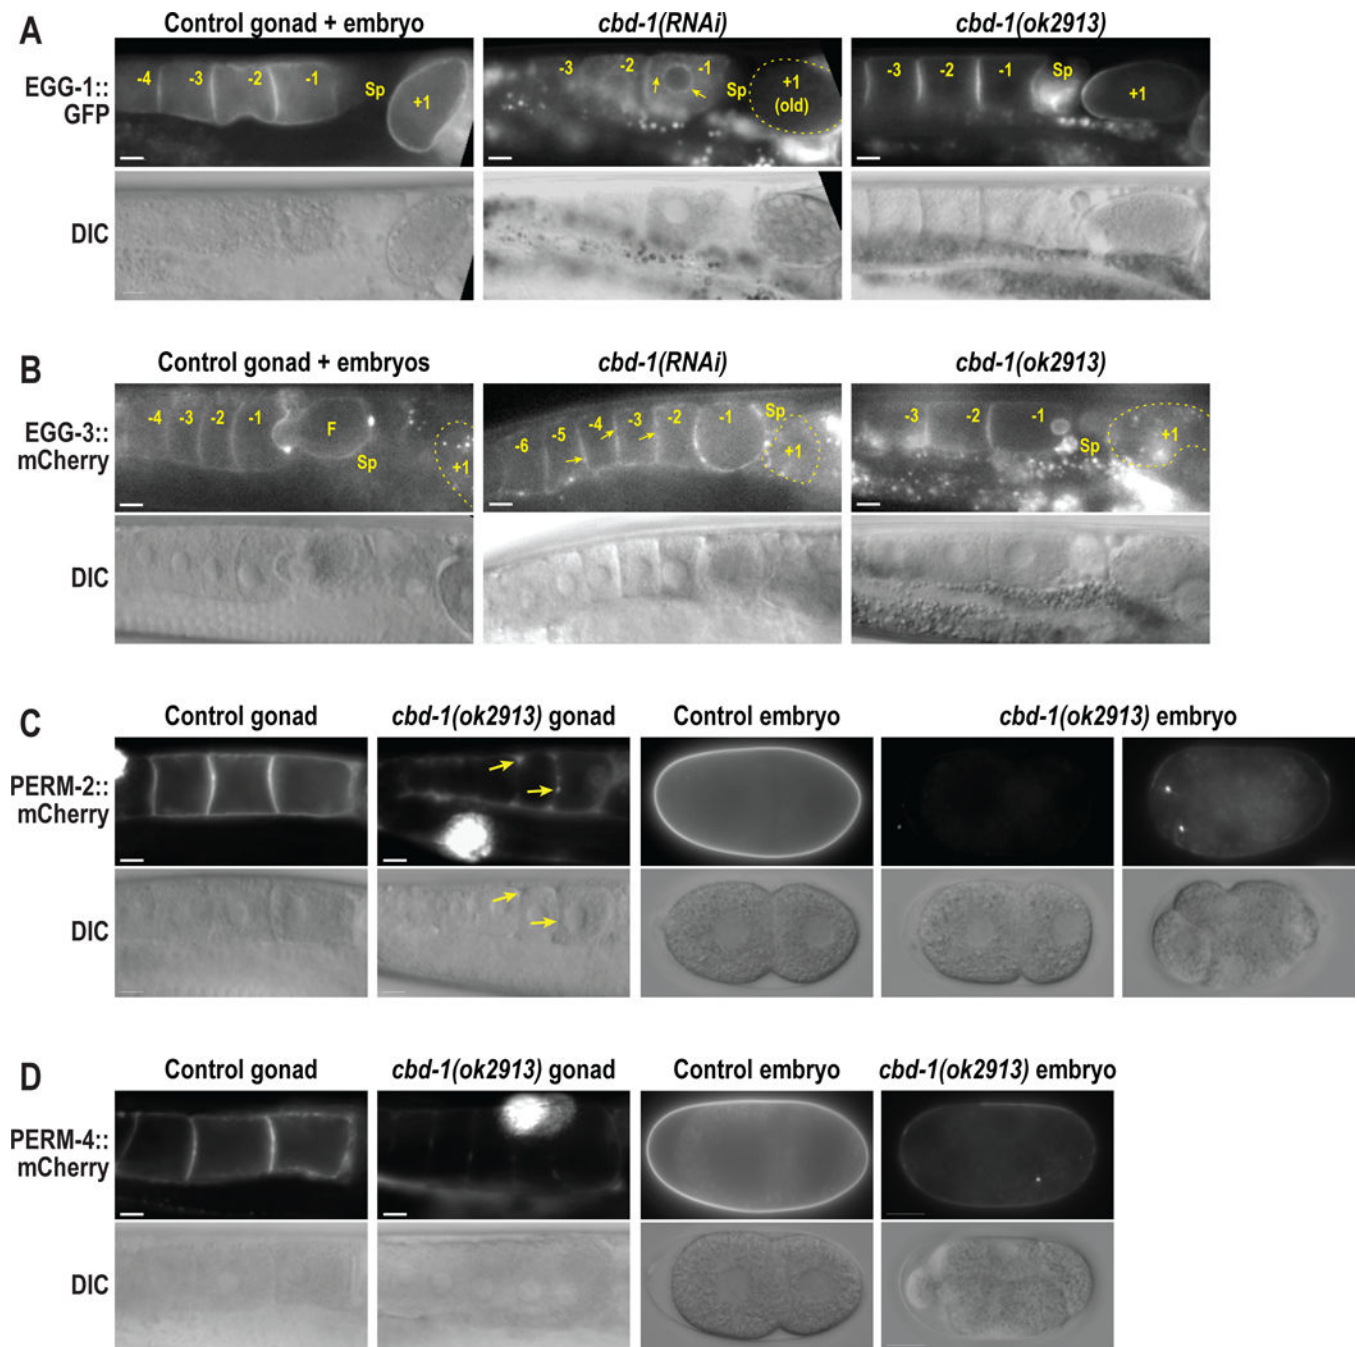 A
Control gonad + embryo
cbd-1(RNAi)
cbd-1(ok2913)
EGG-1::
GFP
-4 -3 -2 -1 Sp +1
-3 -2 -1 Sp +1
(old)
-3 -2 -1 Sp +1
DIC
B
Control gonad + embryos
cbd-1(RNAi)
cbd-1(ok2913)
EGG-3::
mCherry
-4 -3 -2 -1 F Sp +1
-6 -5 -4 -3 -2 -1 Sp +1
-3 -2 -1 Sp +1
DIC
C
Control gonad
cbd-1(ok2913) gonad
Control embryo
cbd-1(ok2913) embryo
PERM-2::
mCherry
DIC
D
Control gonad
cbd-1(ok2913) gonad
Control embryo
cbd-1(ok2913) embryo
PERM-4::
mCherry
DIC